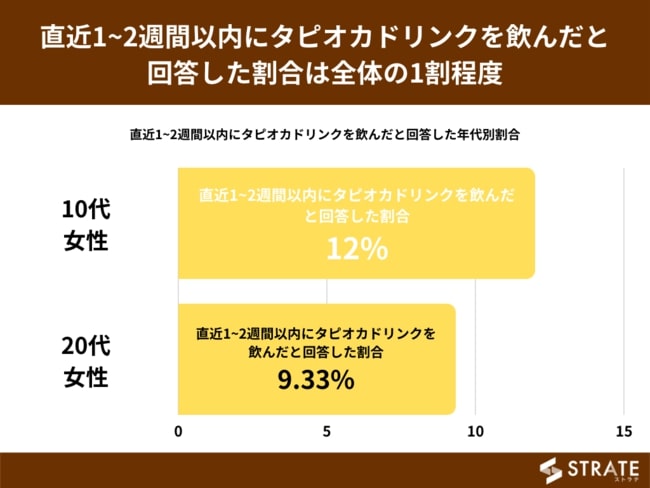 直近1~2週間以内にタピオカドリンクを飲んだと
回答した割合は全体の1割程度
直近1~2週間以内にタピオカドリンクを飲んだと回答した年代別割合
10代
女性
直近1~2週間以内にタピオカドリンクを飲んだ
と回答した割合
12%
20代
女性
直近1~2週間以内にタピオカドリンクを
飲んだと回答した割合
9.33%
0 5 10 15
STRATE
ストラテ